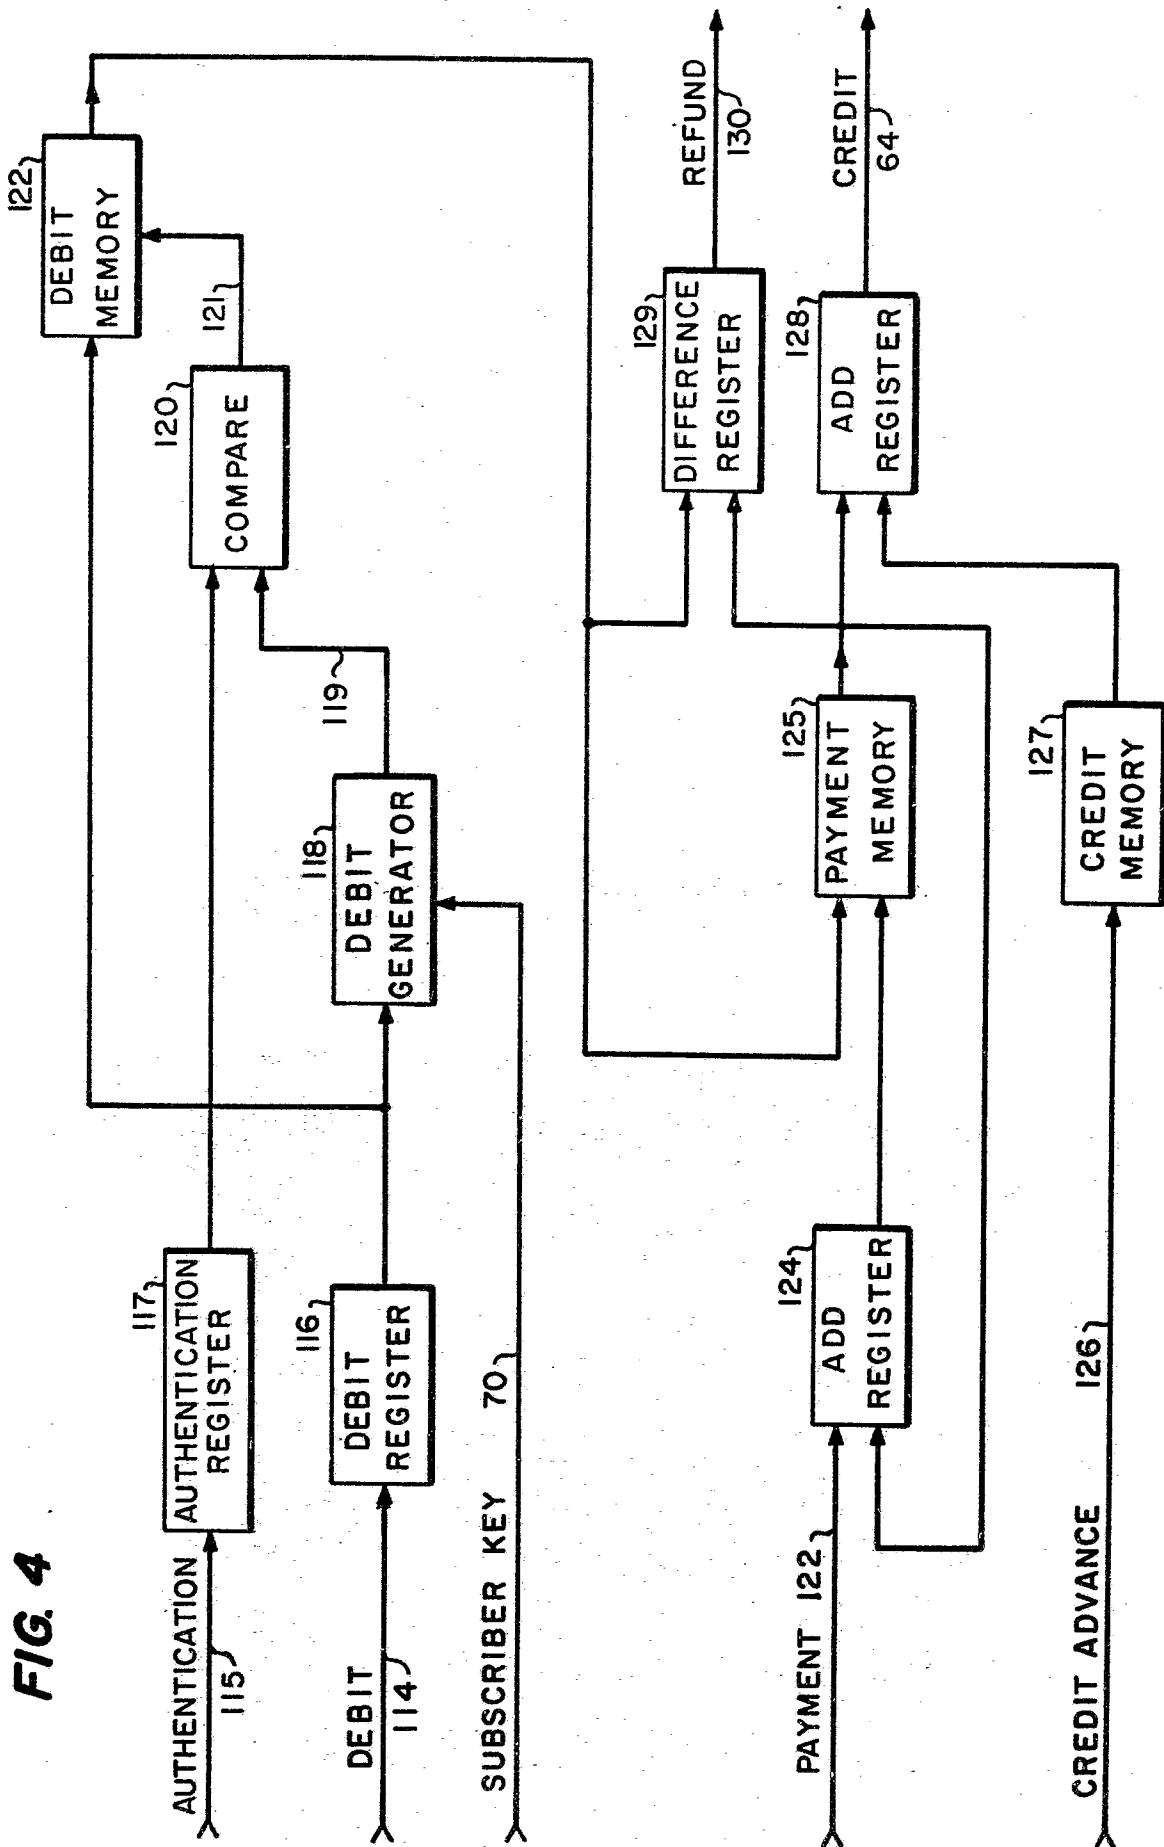 FIG. 4
AUTHENTICATION
115
AUTHENTICATION
REGISTER
117
COMPARE
120
121
DEBIT
MEMORY
122
DEBIT
114
DEBIT
REGISTER
116
DEBIT
GENERATOR
118
119
SUBSCRIBER KEY 70
PAYMENT 122
ADD
REGISTER
124
PAYMENT
MEMORY
125
DIFFERENCE
REGISTER
129
REFUND
130
ADD
REGISTER
128
CREDIT
64
CREDIT ADVANCE 126
CREDIT
MEMORY
127